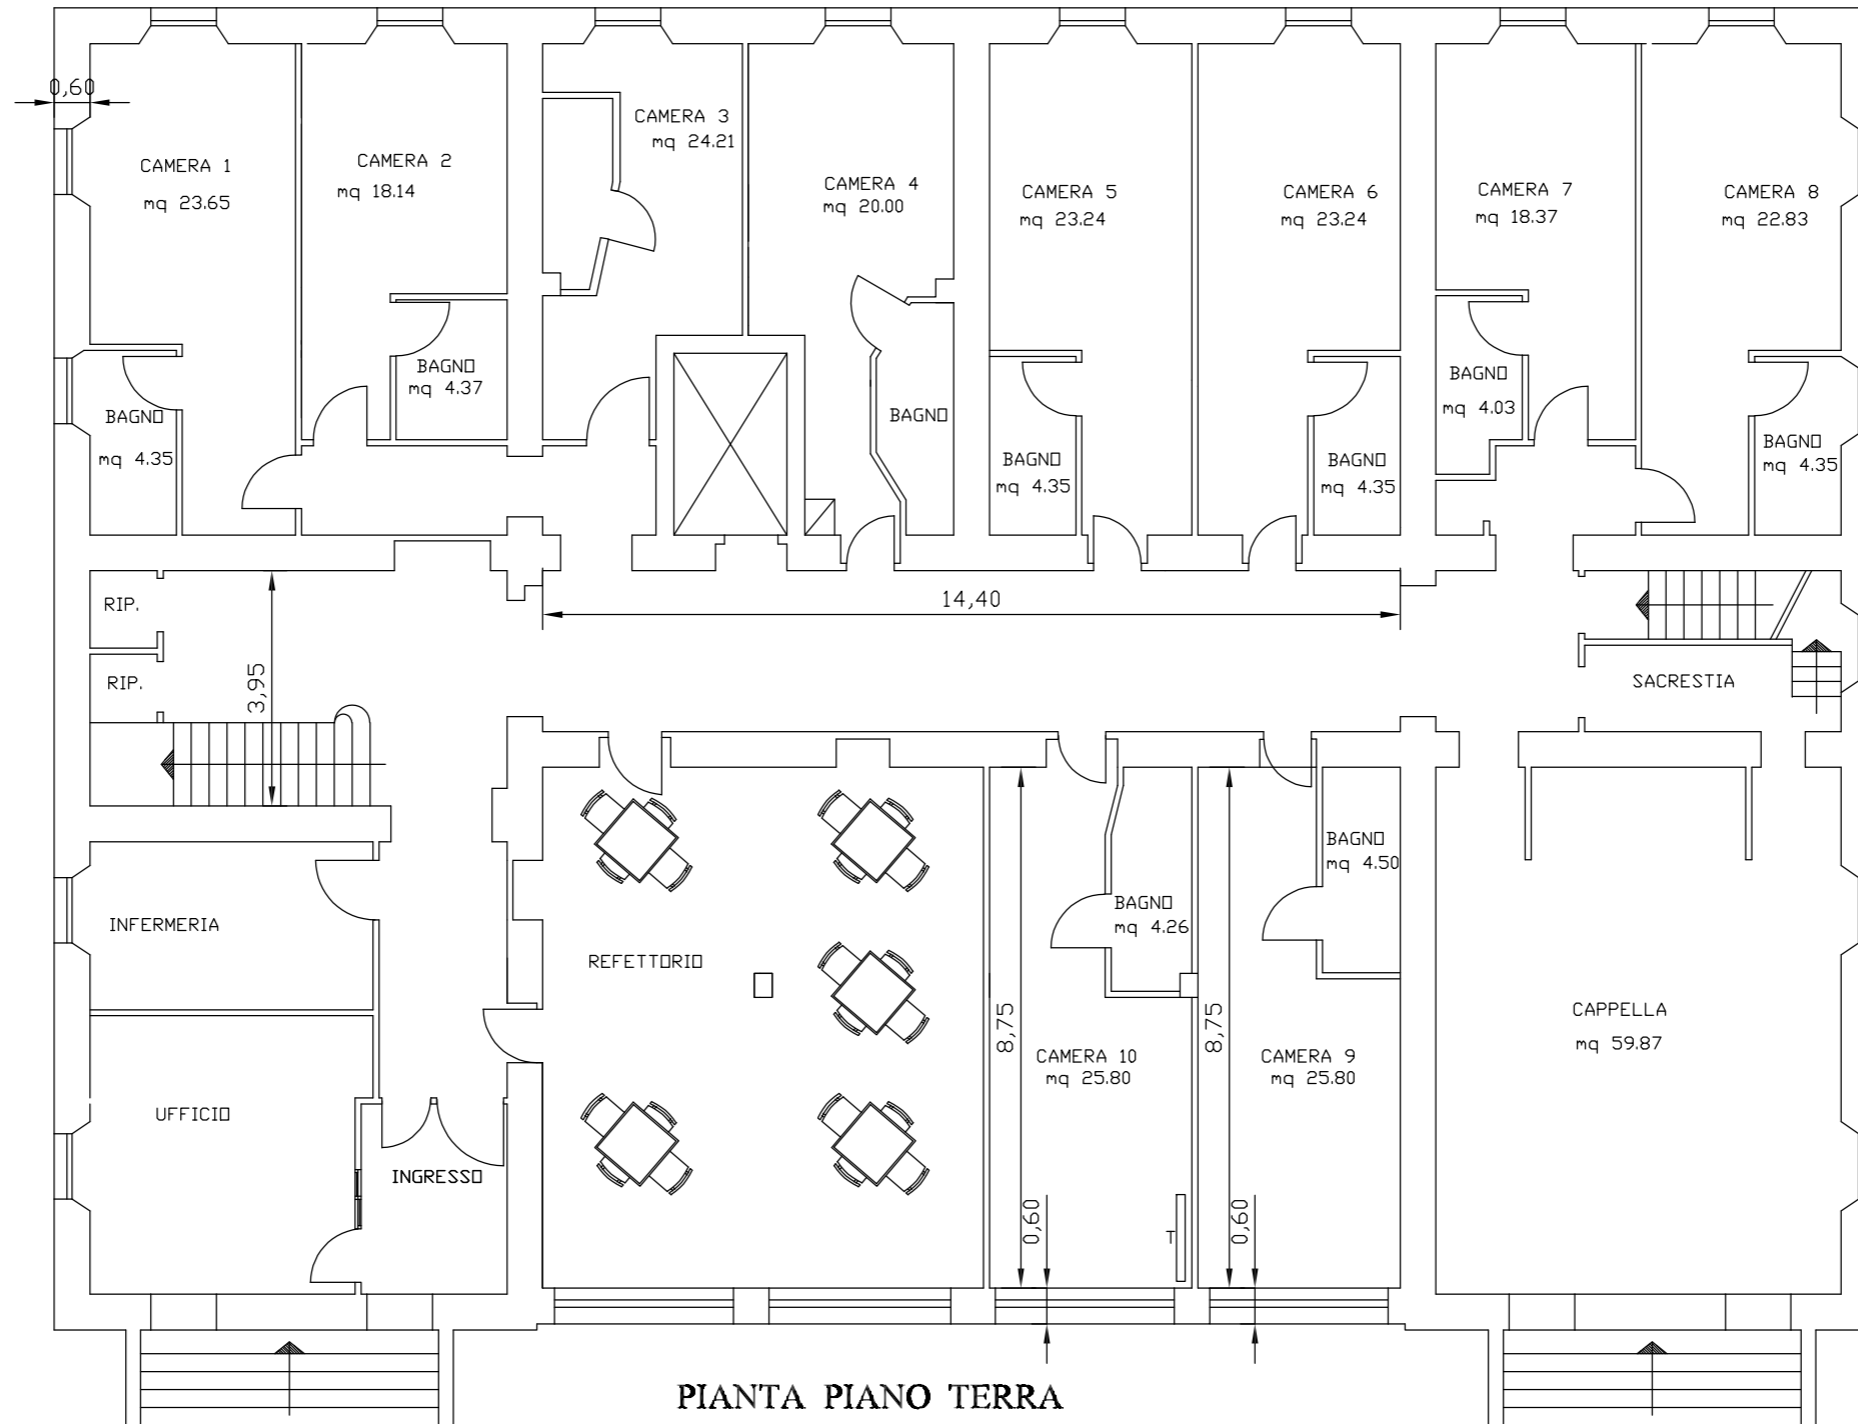 0,60
CAMERA 1
mq 23.65
CAMERA 2
mq 18.14
CAMERA 3
mq 24.21
CAMERA 4
mq 20.00
CAMERA 5
mq 23.24
CAMERA 6
mq 23.24
CAMERA 7
mq 18.37
CAMERA 8
mq 22.83
BAGNO
mq 4.35
BAGNO
mq 4.37
BAGNO
BAGNO
mq 4.35
BAGNO
mq 4.35
BAGNO
mq 4.03
BAGNO
mq 4.35
RIP.
RIP.
3,95
14,40
SACRESTIA
INFERMERIA
REFETTORIO
BAGNO
mq 4.26
BAGNO
mq 4.50
8,75
8,75
CAMERA 10
mq 25.80
CAMERA 9
mq 25.80
CAPPELLA
mq 59.87
UFFICIO
INGRESSO
0,60
T
0,60
PIANTA PIANO TERRA